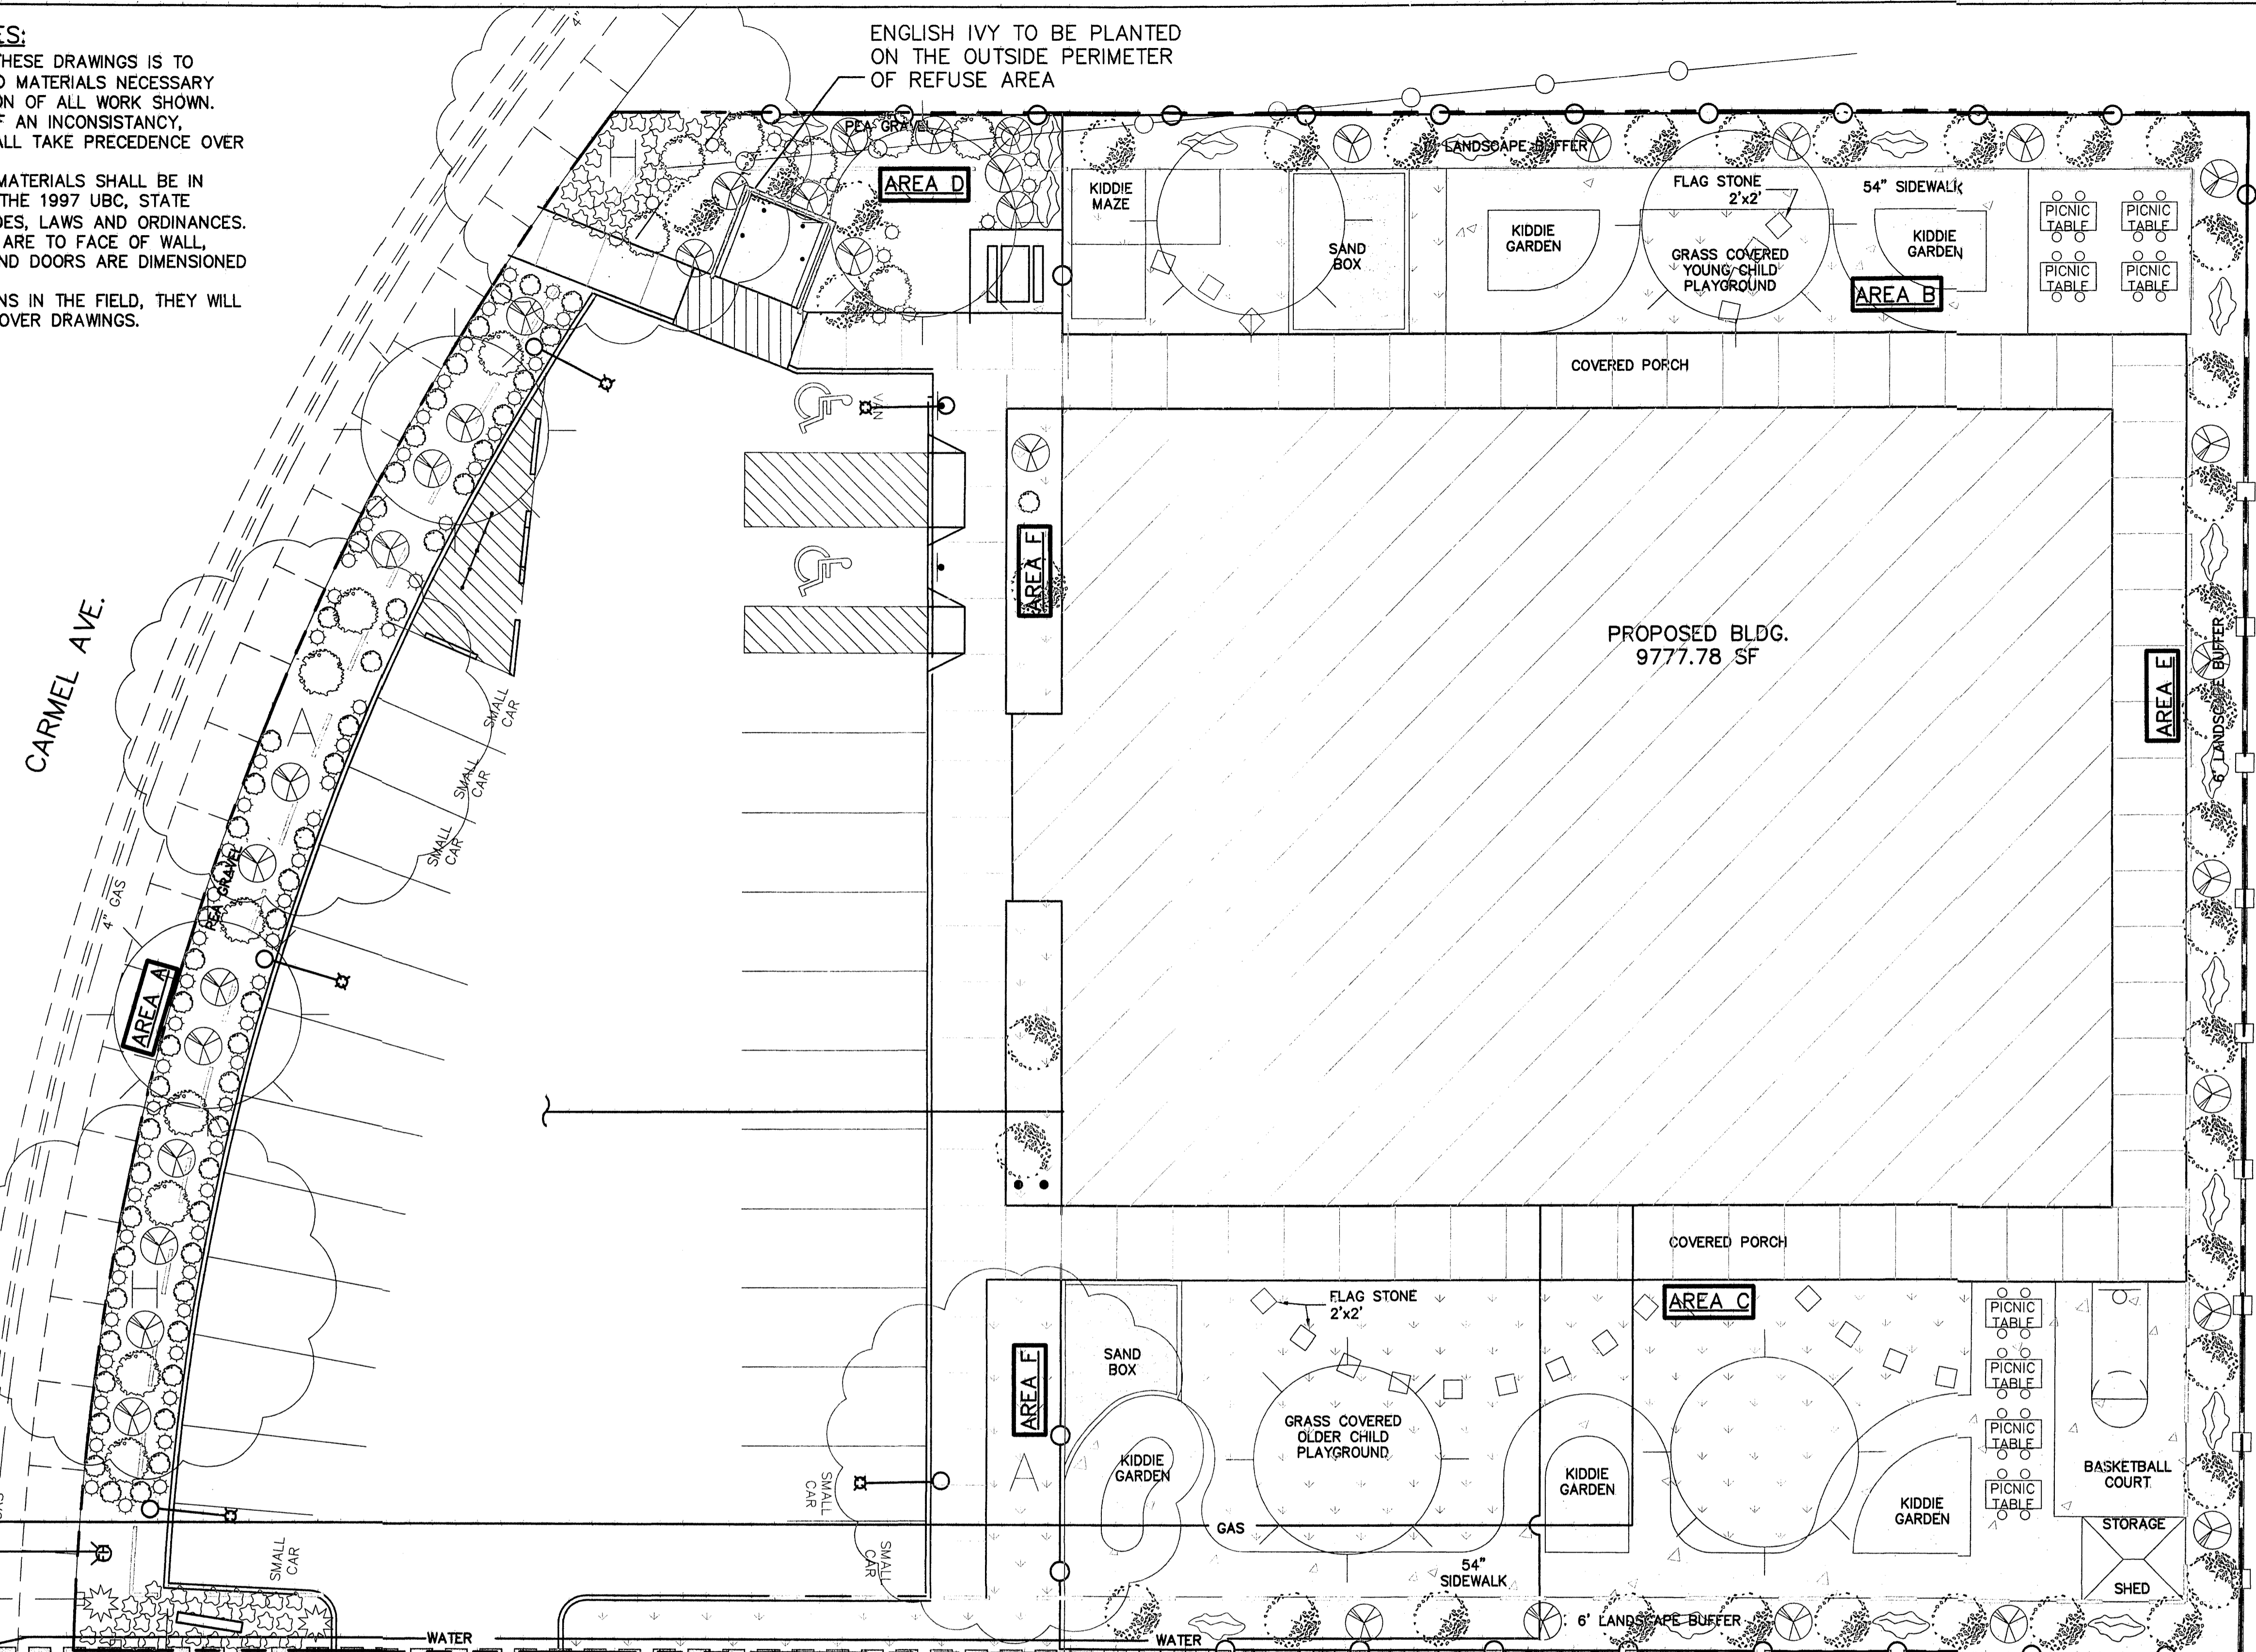 ES:
HESE DRAWINGS IS TO
D MATERIALS NECESSARY
ON OF ALL WORK SHOWN.
F AN INCONSISTANCY,
ALL TAKE PRECEDENCE OVER
MATERIALS SHALL BE IN
THE 1997 UBC, STATE
DES, LAWS AND ORDINANCES.
ARE TO FACE OF WALL,
ND DOORS ARE DIMENSIONED
NS IN THE FIELD, THEY WILL
OVER DRAWINGS.
4"
ENGLISH IVY TO BE PLANTED
ON THE OUTSIDE PERIMETER
OF REFUSE AREA
PEA GRAVEL
AREA D
LANDSCAPE BUFFER
KIDDIE
MAZE
SAND
BOX
KIDDIE
GARDEN
FLAG STONE
2'x2'
54" SIDEWALK
GRASS COVERED
YOUNG CHILD
PLAYGROUND
KIDDIE
GARDEN
AREA B
PICNIC
TABLE
PICNIC
TABLE
PICNIC
TABLE
PICNIC
TABLE
COVERED PORCH
VAN
AREA F
PROPOSED BLDG.
9777.78 SF
AREA E
6' LANDSCAPE BUFFER
CARMEL AVE.
SMALL
CAR
SMALL
CAR
SMALL
CAR
4" GAS
PEA GRAVEL
AREA A
COVERED PORCH
FLAG STONE
2'x2'
AREA C
AREA F
SAND
BOX
KIDDIE
GARDEN
GRASS COVERED
OLDER CHILD
PLAYGROUND
KIDDIE
GARDEN
KIDDIE
GARDEN
PICNIC
TABLE
PICNIC
TABLE
PICNIC
TABLE
PICNIC
TABLE
BASKETBALL
COURT
STORAGE
SHED
SMALL
CAR
SMALL
CAR
SMALL
CAR
GAS
54"
SIDEWALK
6' LANDSCAPE BUFFER
WATER
WATER